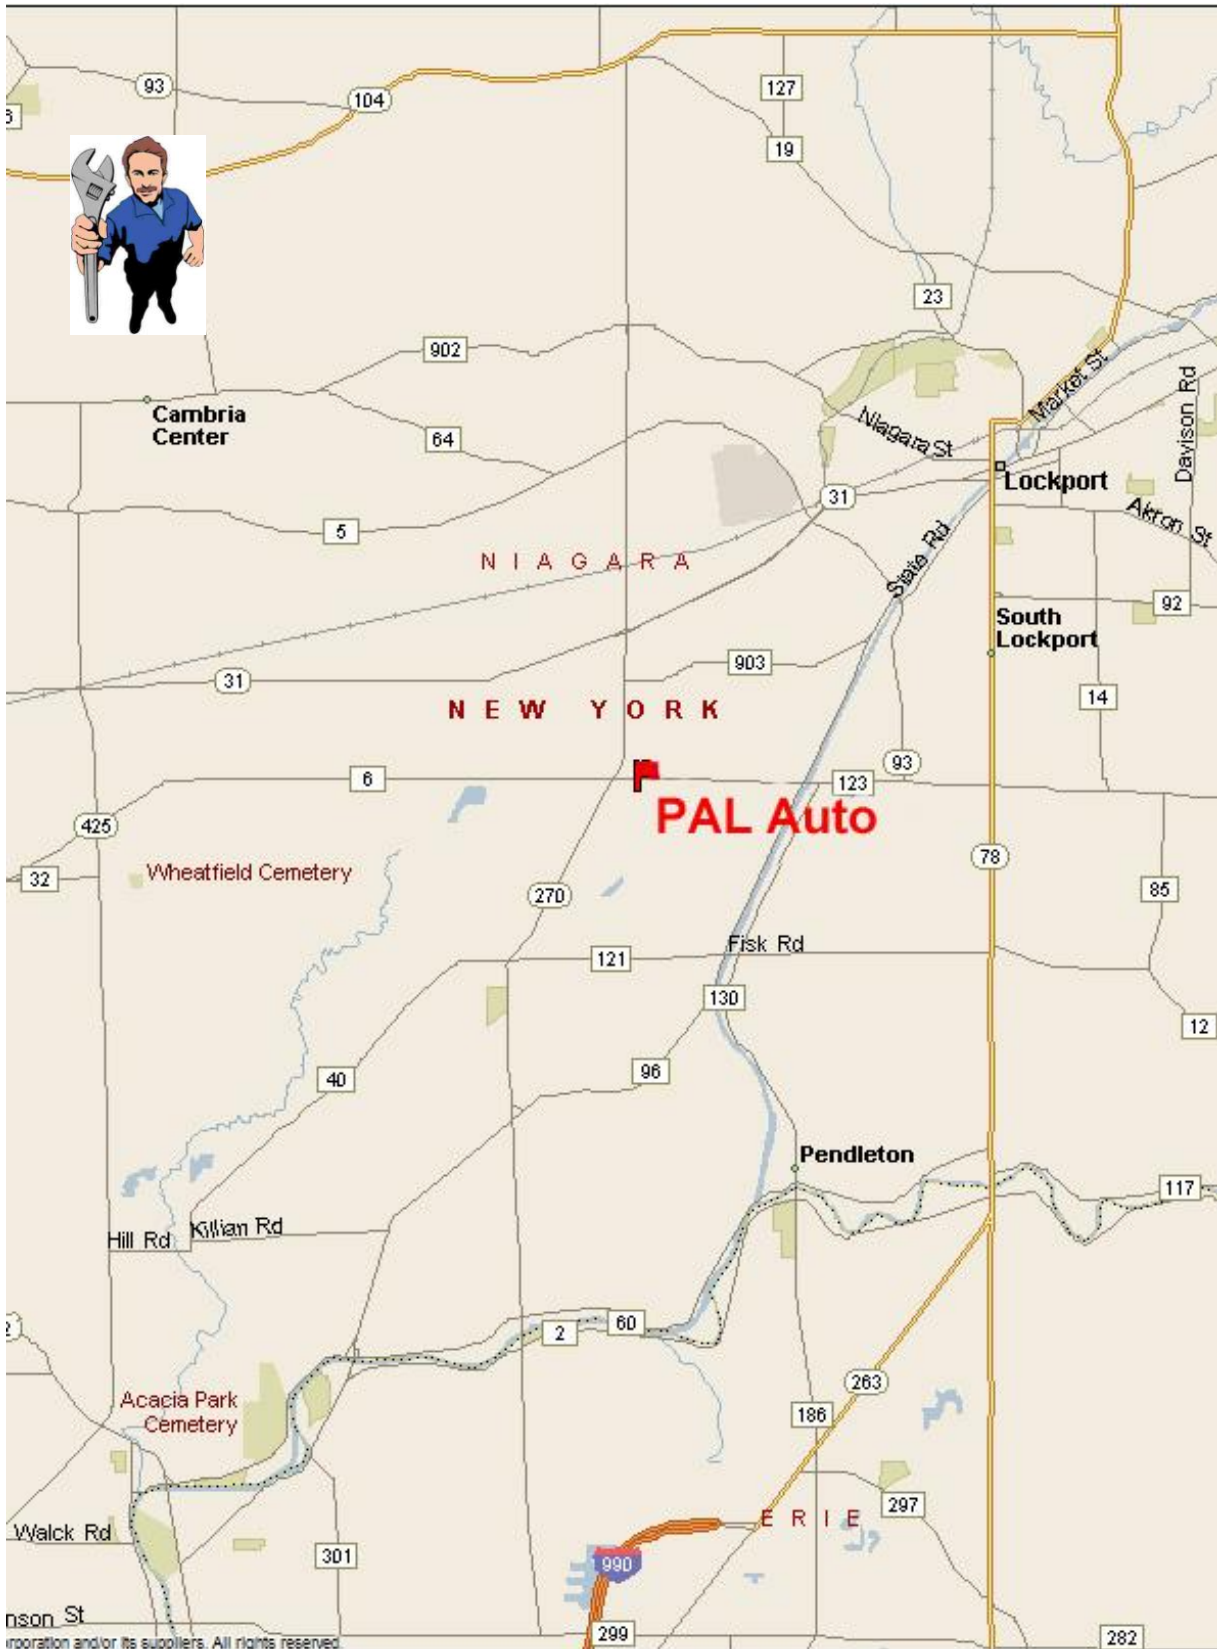 93
104
127
19
23
902
Market St
Davison Rd
Cambria
Center
64
Niagara St
Lockport
31
5
Akron St
State Rd
NIAGARA
92
South
Lockport
903
31
14
NEW YORK
93
6
123
PAL Auto
425
78
Wheatfield Cemetery
32
85
270
Fisk Rd
121
130
12
96
40
Pendleton
117
Killian Rd
Hill Rd
60
2
263
Acacia Park
Cemetery
186
297
ERIE
Walck Rd
301
990
nson St
299
282
rporation and/or its suppliers. All rights reserved.